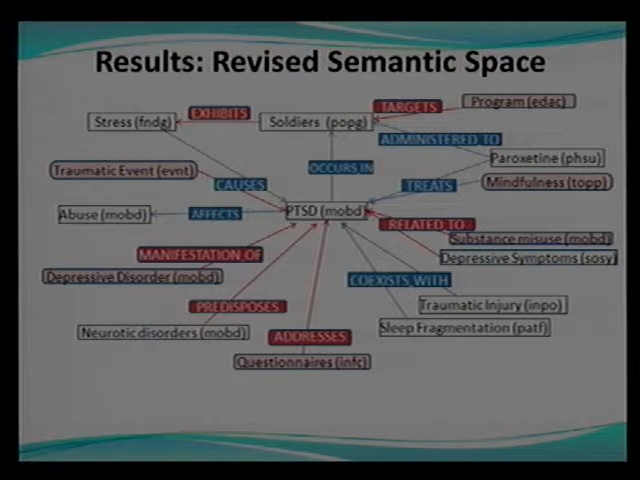 Results: Revised Semantic Space
Program (edac)
TARGETS
EXHIBITS
Stress (fndg)
Soldiers (popg)
ADMINISTERED TO
Paroxetine (phsu)
OCCURS IN
Traumatic Event (evnt)
CAUSES
TREATS
Mindfulness (topp)
Abuse (mobd)
AFFECTS
PTSD (mobd)
RELATED TO
Substance misuse (mobd)
MANIFESTATION OF
Depressive Symptoms (sosy)
Depressive Disorder (mobd)
COEXISTS WITH
PREDISPOSES
Traumatic Injury (inpo)
Neurotic disorders (mobd)
ADDRESSES
Sleep Fragmentation (patf)
Questionnaires (infc)